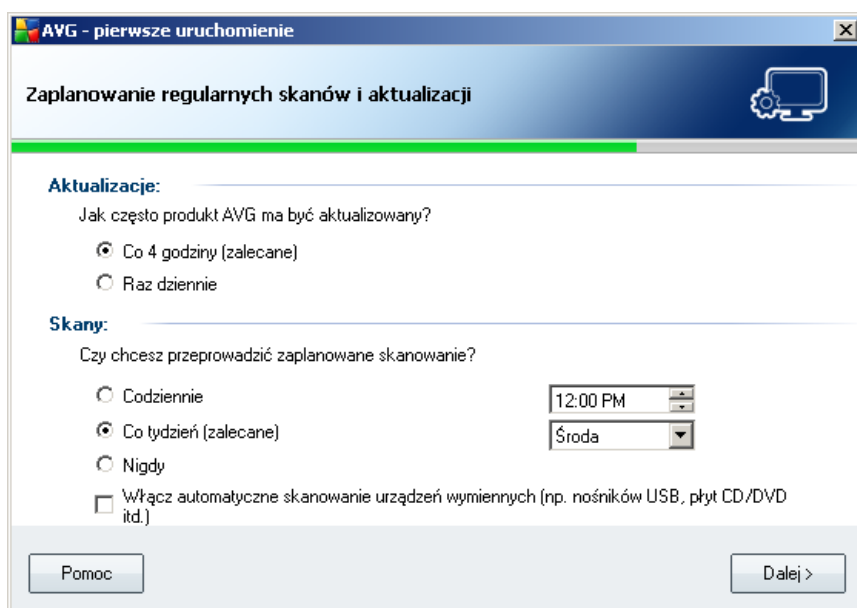 AVG - pierwsze uruchomienie
Zaplanowanie regularnych skanów i aktualizacji
Aktualizacje:
Jak często produkt AVG ma być aktualizowany?
Co 4 godziny (zalecane)
Raz dziennie
Skany:
Czy chcesz przeprowadzić zaplanowane skanowanie?
Codziennie
12:00 PM
Co tydzień (zalecane)
Środa
Nigdy
Włącz automatyczne skanowanie urządzeń wymiennych (np. nośników USB, płyt CD/DVD
itd.)
Pomoc
Dalej >